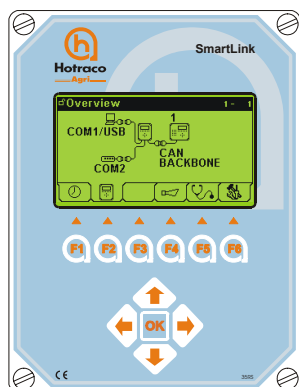 SmartLink
Hotraco
Agri
Overview 1- 1
COM1/USB
1
CAN
BACKBONE
COM2
F1 F2 F3 F4 F5 F6
OK
CE